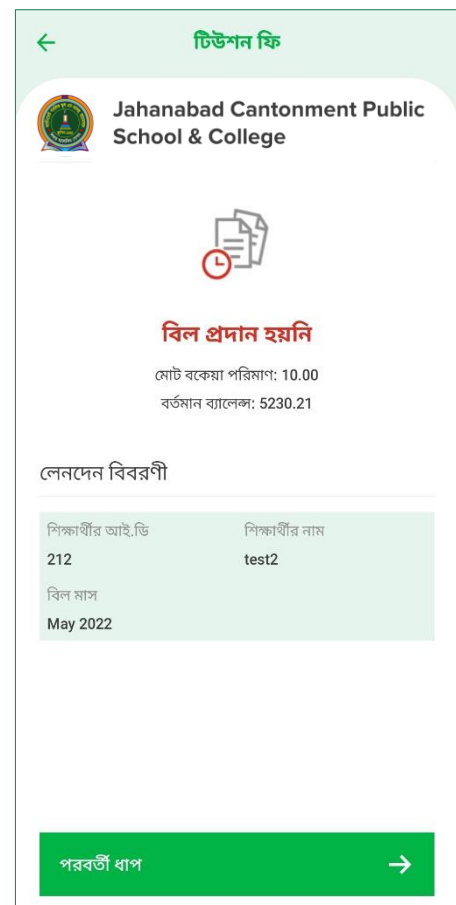 টিউশন ফি
Jahanabad Cantonment Public
School & College
বিল প্রদান হয়নি
মোট বকেয়া পরিমাণ: 10.00
বর্তমান ব্যালেন্স: 5230.21
লেনদেন বিবরণী
শিক্ষার্থীর আই.ডি শিক্ষার্থীর নাম
212 test2
বিল মাস
May 2022
পরবর্তী ধাপ